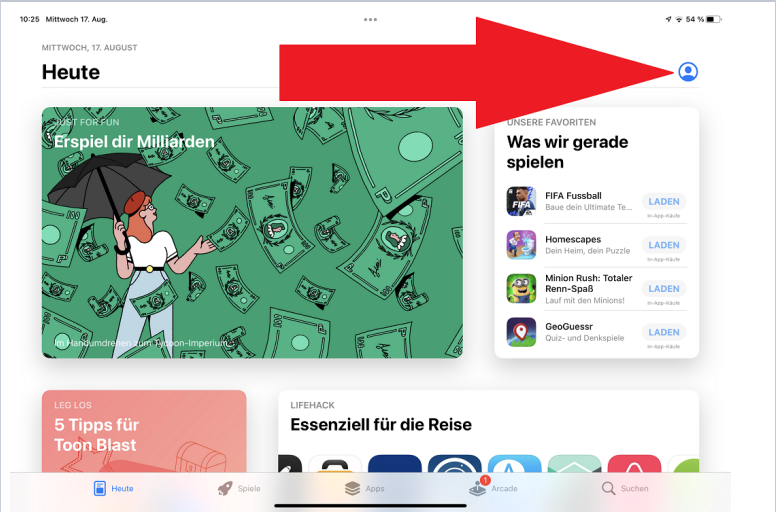 10:25 Mittwoch 17. Aug.
54 %
MITTWOCH, 17. AUGUST
Heute
JUST FOR FUN
Erspiel dir Milliarden
Im Handumdrehen zum Tycoon-Imperium
UNSERE FAVORITEN
Was wir gerade
spielen
FIFA
FIFA Fussball
Baue dein Ultimate Te...
LADEN
In-App-Käufe
Homescapes
Dein Heim, dein Puzzle
LADEN
In-App-Käufe
Minion Rush: Totaler
Renn-Spaß
Lauf mit den Minions!
LADEN
In-App-Käufe
GeoGuessr
Quiz- und Denkspiele
LADEN
In-App-Käufe
LEG LOS
5 Tipps für
Toon Blast
LIFEHACK
Essenziell für die Reise
Heute
Spiele
Apps
1
Arcade
Suchen